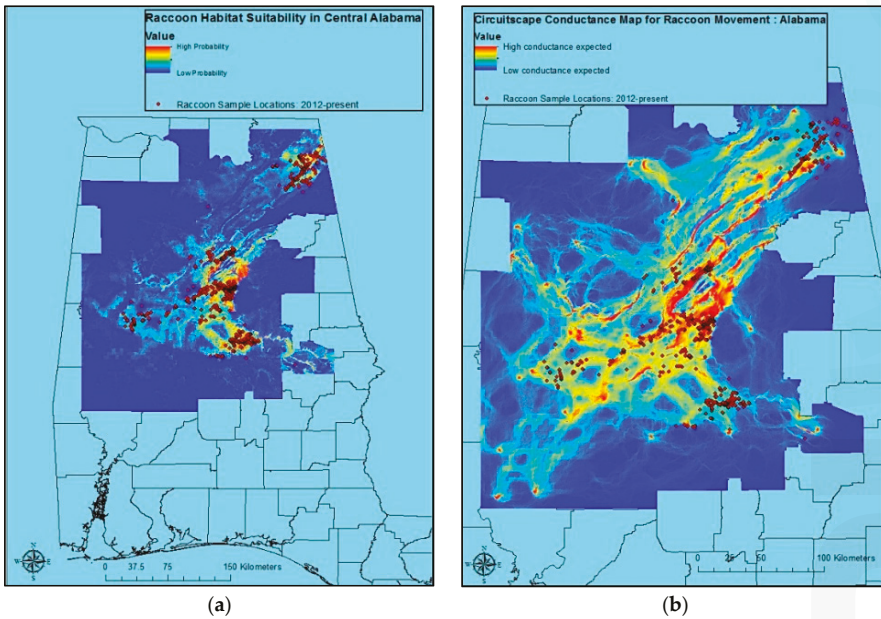 Raccoon Habitat Suitability in Central Alabama
Value
High Probability
Low Probability
Raccoon Sample Locations: 2012-present
N
W E
S
0 37.5 75 150 Kilometers
(a)
Circuitscape Conductance Map for Raccoon Movement : Alabama
Value
High conductance expected
Low conductance expected
Raccoon Sample Locations: 2012-present
N
W E
S
0 25 50 100 Kilometers
(b)